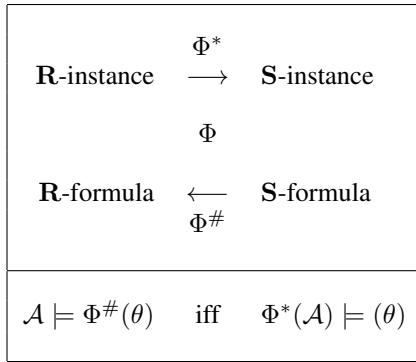 Φ*
R-instance ⟶ S-instance
Φ
R-formula ⟵ S-formula
Φ#
𝒜 ⊨ Φ#(θ) iff Φ*(𝒜) ⊨ (θ)